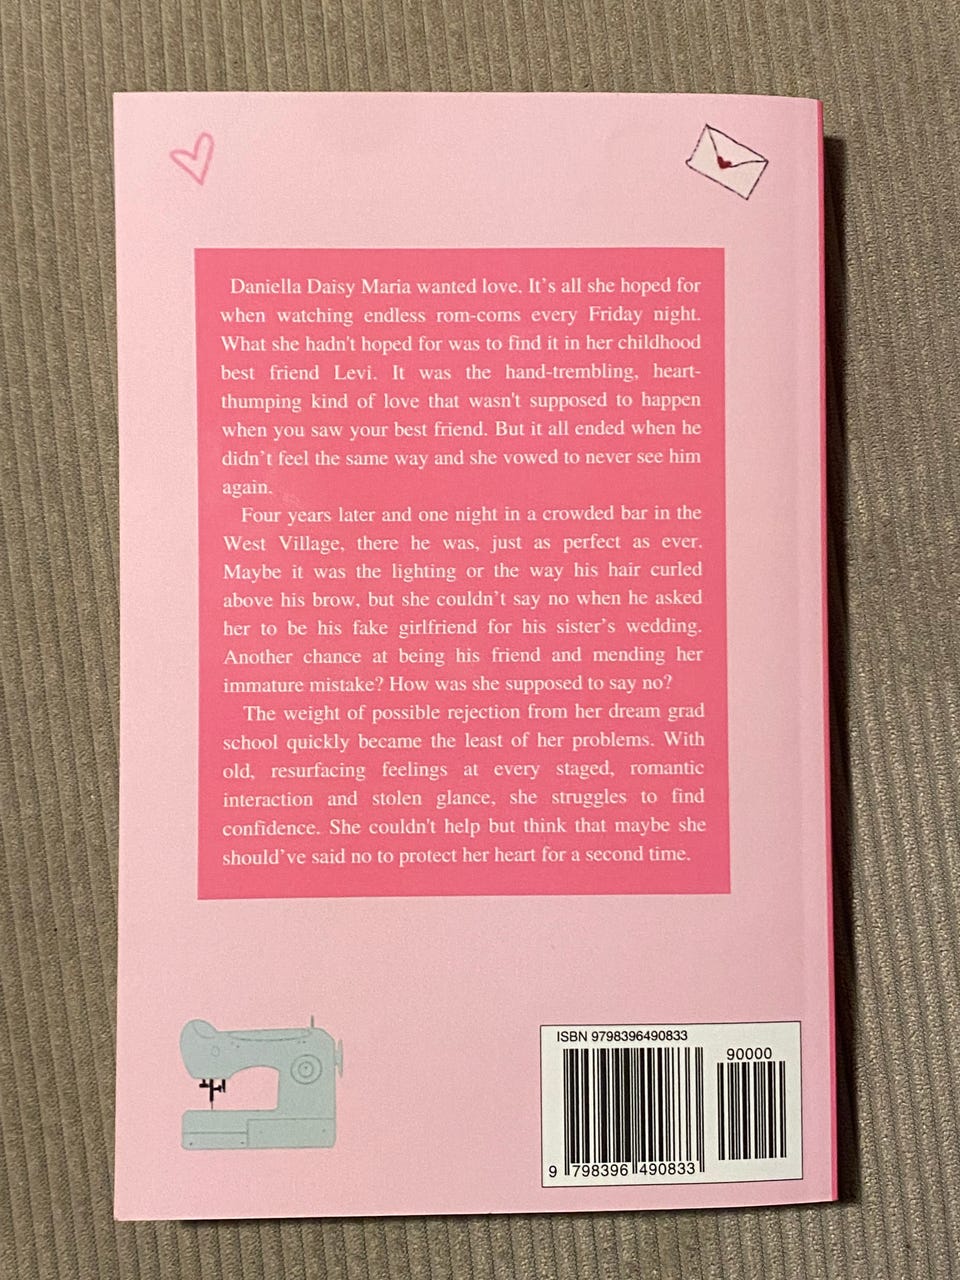 Daniella Daisy Maria wanted love. It’s all she hoped for
when watching endless rom-coms every Friday night.
What she hadn't hoped for was to find it in her childhood
best friend Levi. It was the hand-trembling, heart-
thumping kind of love that wasn't supposed to happen
when you saw your best friend. But it all ended when he
didn’t feel the same way and she vowed to never see him
again.
Four years later and one night in a crowded bar in the
West Village, there he was, just as perfect as ever.
Maybe it was the lighting or the way his hair curled
above his brow, but she couldn’t say no when he asked
her to be his fake girlfriend for his sister’s wedding.
Another chance at being his friend and mending her
immature mistake? How was she supposed to say no?
The weight of possible rejection from her dream grad
school quickly became the least of her problems. With
old, resurfacing feelings at every staged, romantic
interaction and stolen glance, she struggles to find
confidence. She couldn't help but think that maybe she
should’ve said no to protect her heart for a second time.
ISBN 9798396490833
90000
9 798396 490833